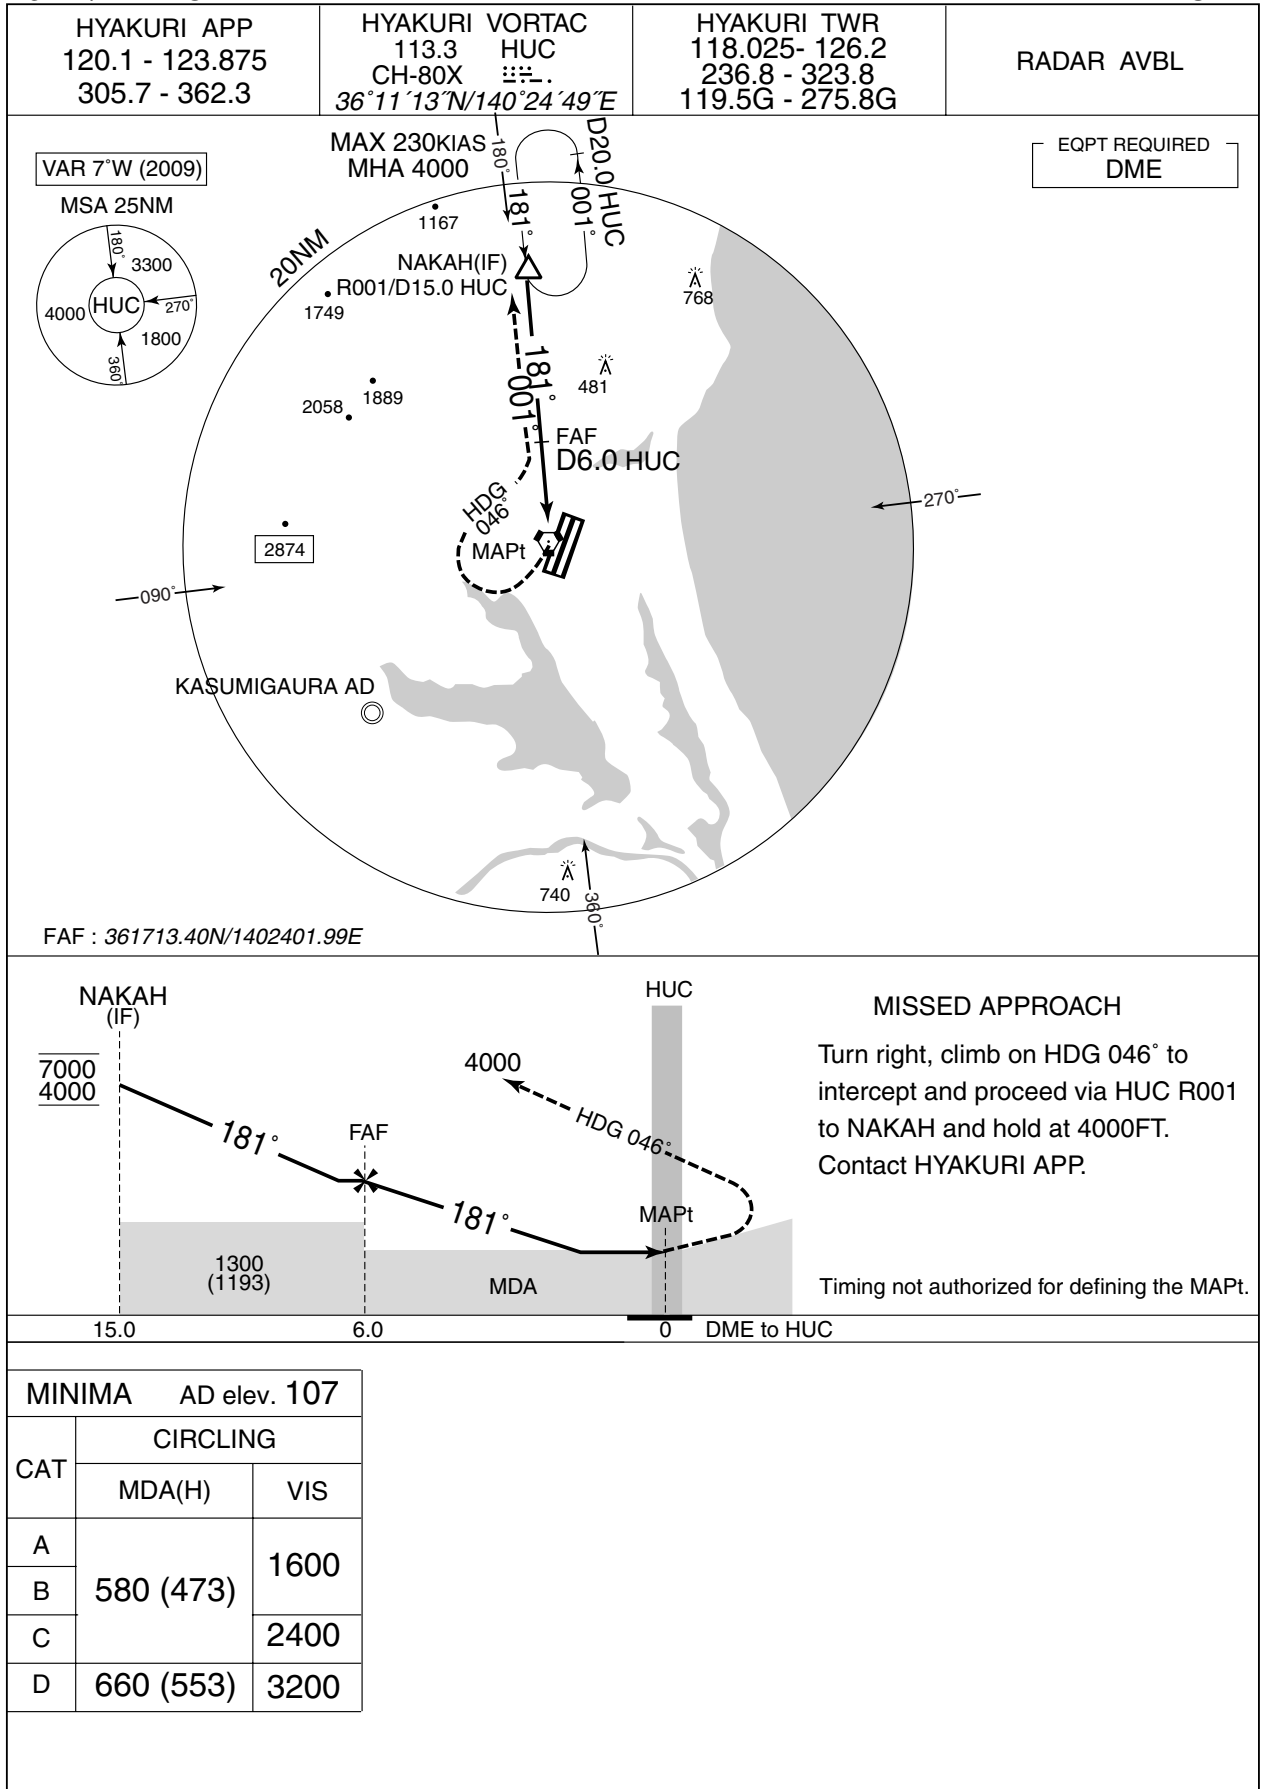 HYAKURI APP
120.1 - 123.875
305.7 - 362.3
HYAKURI VORTAC
113.3 HUC
CH-80X
36°11´13˝N/140°24´49˝E
HYAKURI TWR
118.025- 126.2
236.8 - 323.8
119.5G - 275.8G
RADAR AVBL
VAR 7°W (2009)
MSA 25NM
180°
3300
4000
HUC
270°
1800
360°
MAX 230KIAS
MHA 4000
180°
181°
001°
D20.0 HUC
EQPT REQUIRED
DME
20NM
1167
NAKAH(IF)
R001/D15.0 HUC
1749
768
181°
001°
481
2058
1889
FAF
D6.0 HUC
HDG
046°
MAPt
270°
2874
090°
KASUMIGAURA AD
740
360°
FAF : 361713.40N/1402401.99E
NAKAH
(IF)
7000
4000
181°
FAF
4000
HDG 046°
HUC
181°
MAPt
1300
(1193)
MDA
15.0
6.0
0
DME to HUC
MISSED APPROACH
Turn right, climb on HDG 046° to
intercept and proceed via HUC R001
to NAKAH and hold at 4000FT.
Contact HYAKURI APP.
Timing not authorized for defining the MAPt.
MINIMA AD elev. 107
CAT
CIRCLING
MDA(H)
VIS
A
B
C
D
580 (473)
660 (553)
1600
2400
3200